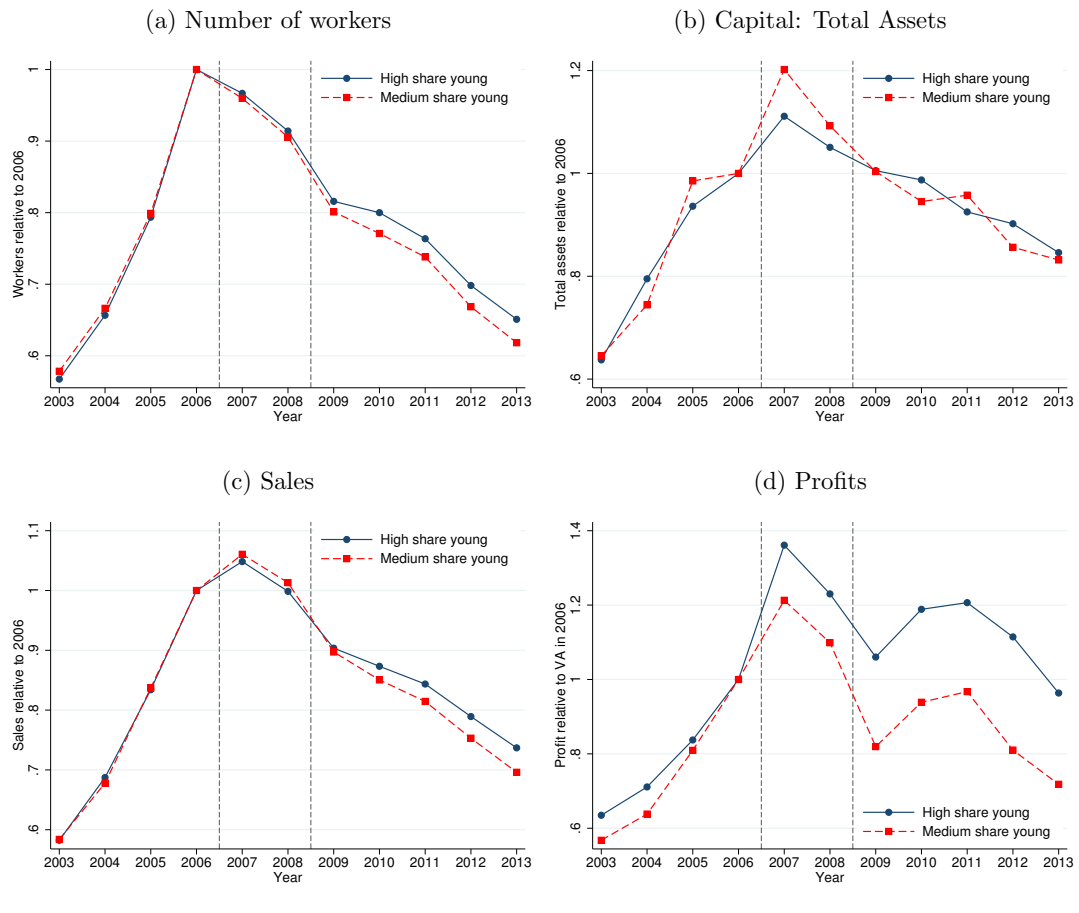 (a) Number of workers
Workers relative to 2006
1
.9
.8
.7
.6
High share young
Medium share young
2003 2004 2005 2006 2007 2008 2009 2010 2011 2012 2013
Year
(b) Capital: Total Assets
Total assets relative to 2006
1.2
1
.8
.6
High share young
Medium share young
2003 2004 2005 2006 2007 2008 2009 2010 2011 2012 2013
Year
(c) Sales
Sales relative to 2006
1.1
1
.9
.8
.7
.6
High share young
Medium share young
2003 2004 2005 2006 2007 2008 2009 2010 2011 2012 2013
Year
(d) Profits
Profit relative to VA in 2006
1.4
1.2
1
.8
.6
High share young
Medium share young
2003 2004 2005 2006 2007 2008 2009 2010 2011 2012 2013
Year